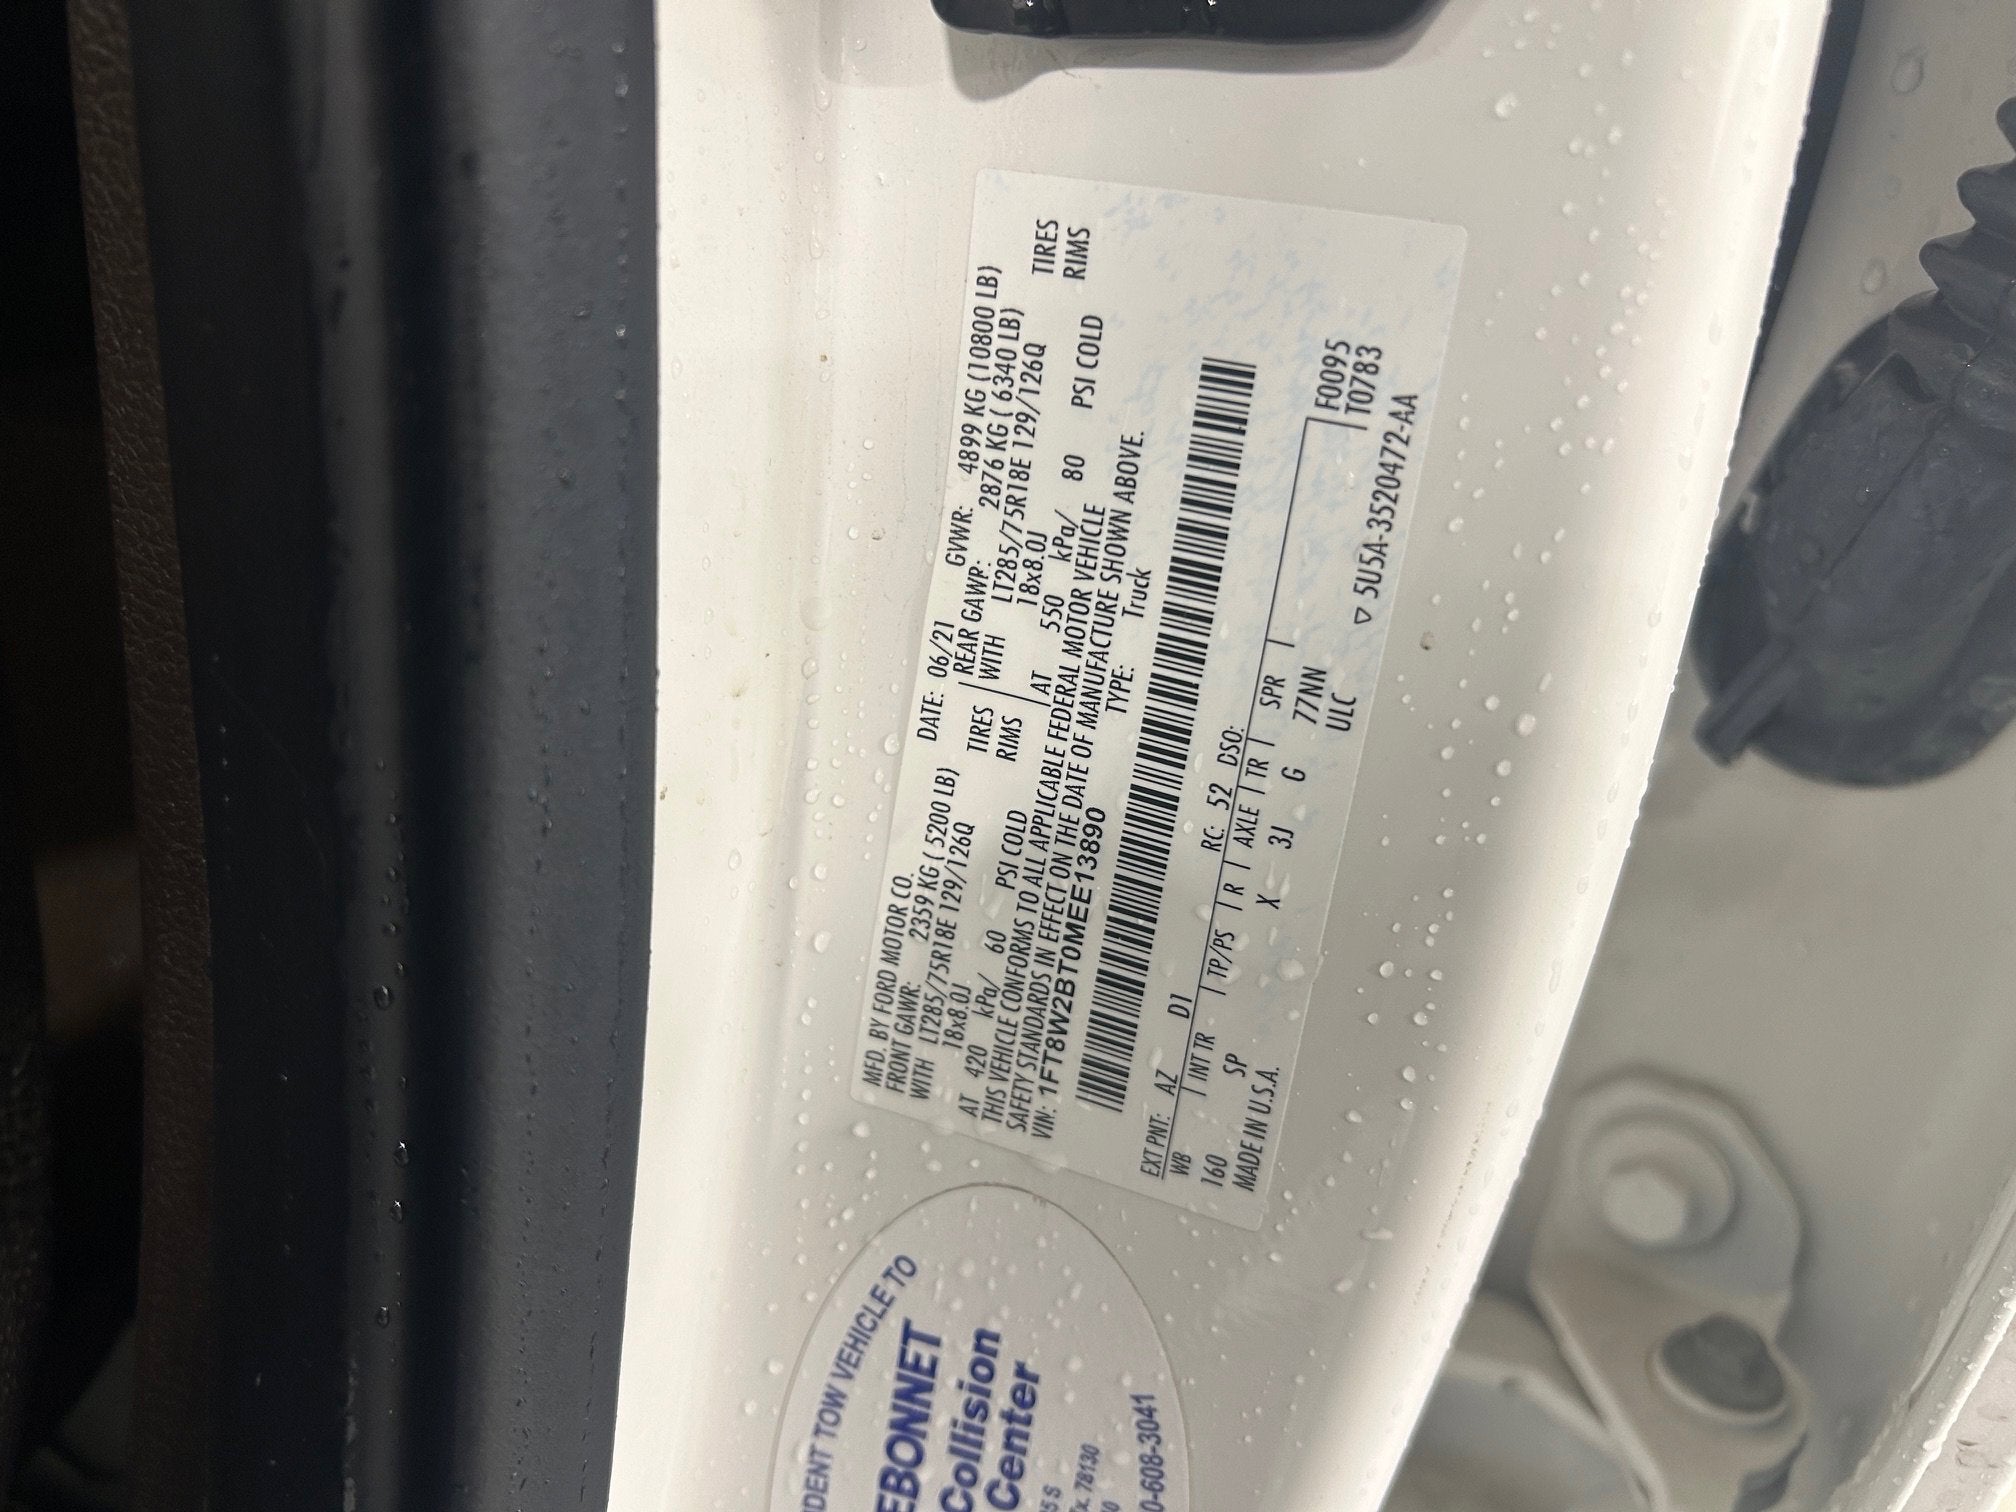 MFD. BY FORD MOTOR CO.
DATE: 06/21 GVWR: 4899 KG (10800 LB)
FRONT GAWR: 2359 KG ( 5200 LB) REAR GAWR: 2876 KG ( 6340 LB)
WITH LT285/75R18E 129/126Q TIRES WITH LT285/75R18E 129/126Q TIRES
18x8.0J RIMS 18x8.0J RIMS
AT 420 kPa/ 60 PSI COLD AT 550 kPa/ 80 PSI COLD
THIS VEHICLE CONFORMS TO ALL APPLICABLE FEDERAL MOTOR VEHICLE
SAFETY STANDARDS IN EFFECT ON THE DATE OF MANUFACTURE SHOWN ABOVE.
VIN: 1FT8W2BT0MEE13890 TYPE: Truck
EXT PNT: AZ D1 RC: 52 DSO:
WB INT TR TP/PS R AXLE TR SPR F0095
160 SP X 3J G 77NN T0783
MADE IN U.S.A. ULC ▽ 5U5A-3520472-AA
TOW VEHICLE TO
Collision
Center
78130
608-3041